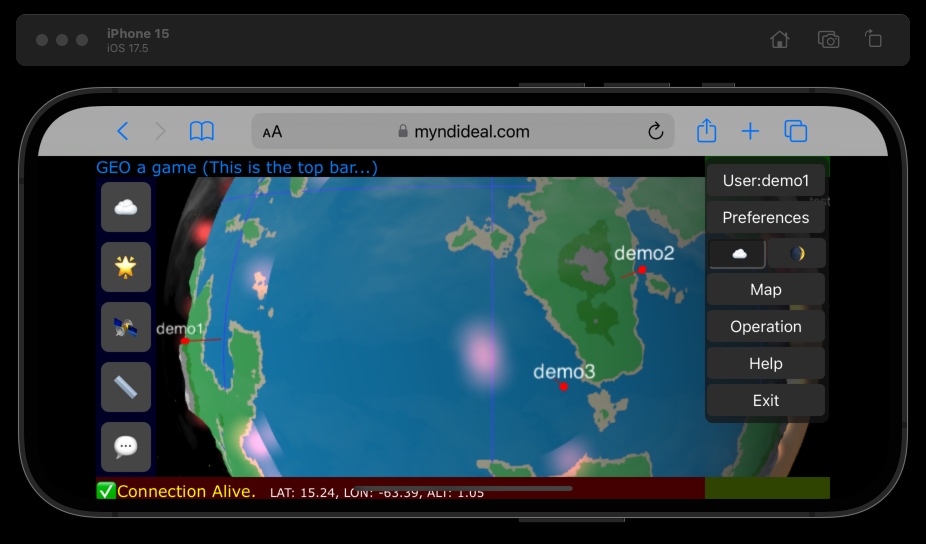 iPhone 15
iOS 17.5
AA
myndideal.com
GEO a game (This is the top bar...)
User:demo1
Preferences
demo2
Map
demo1
Operation
Help
demo3
Exit
Connection Alive. LAT: 15.24, LON: -63.39, ALT: 1.05